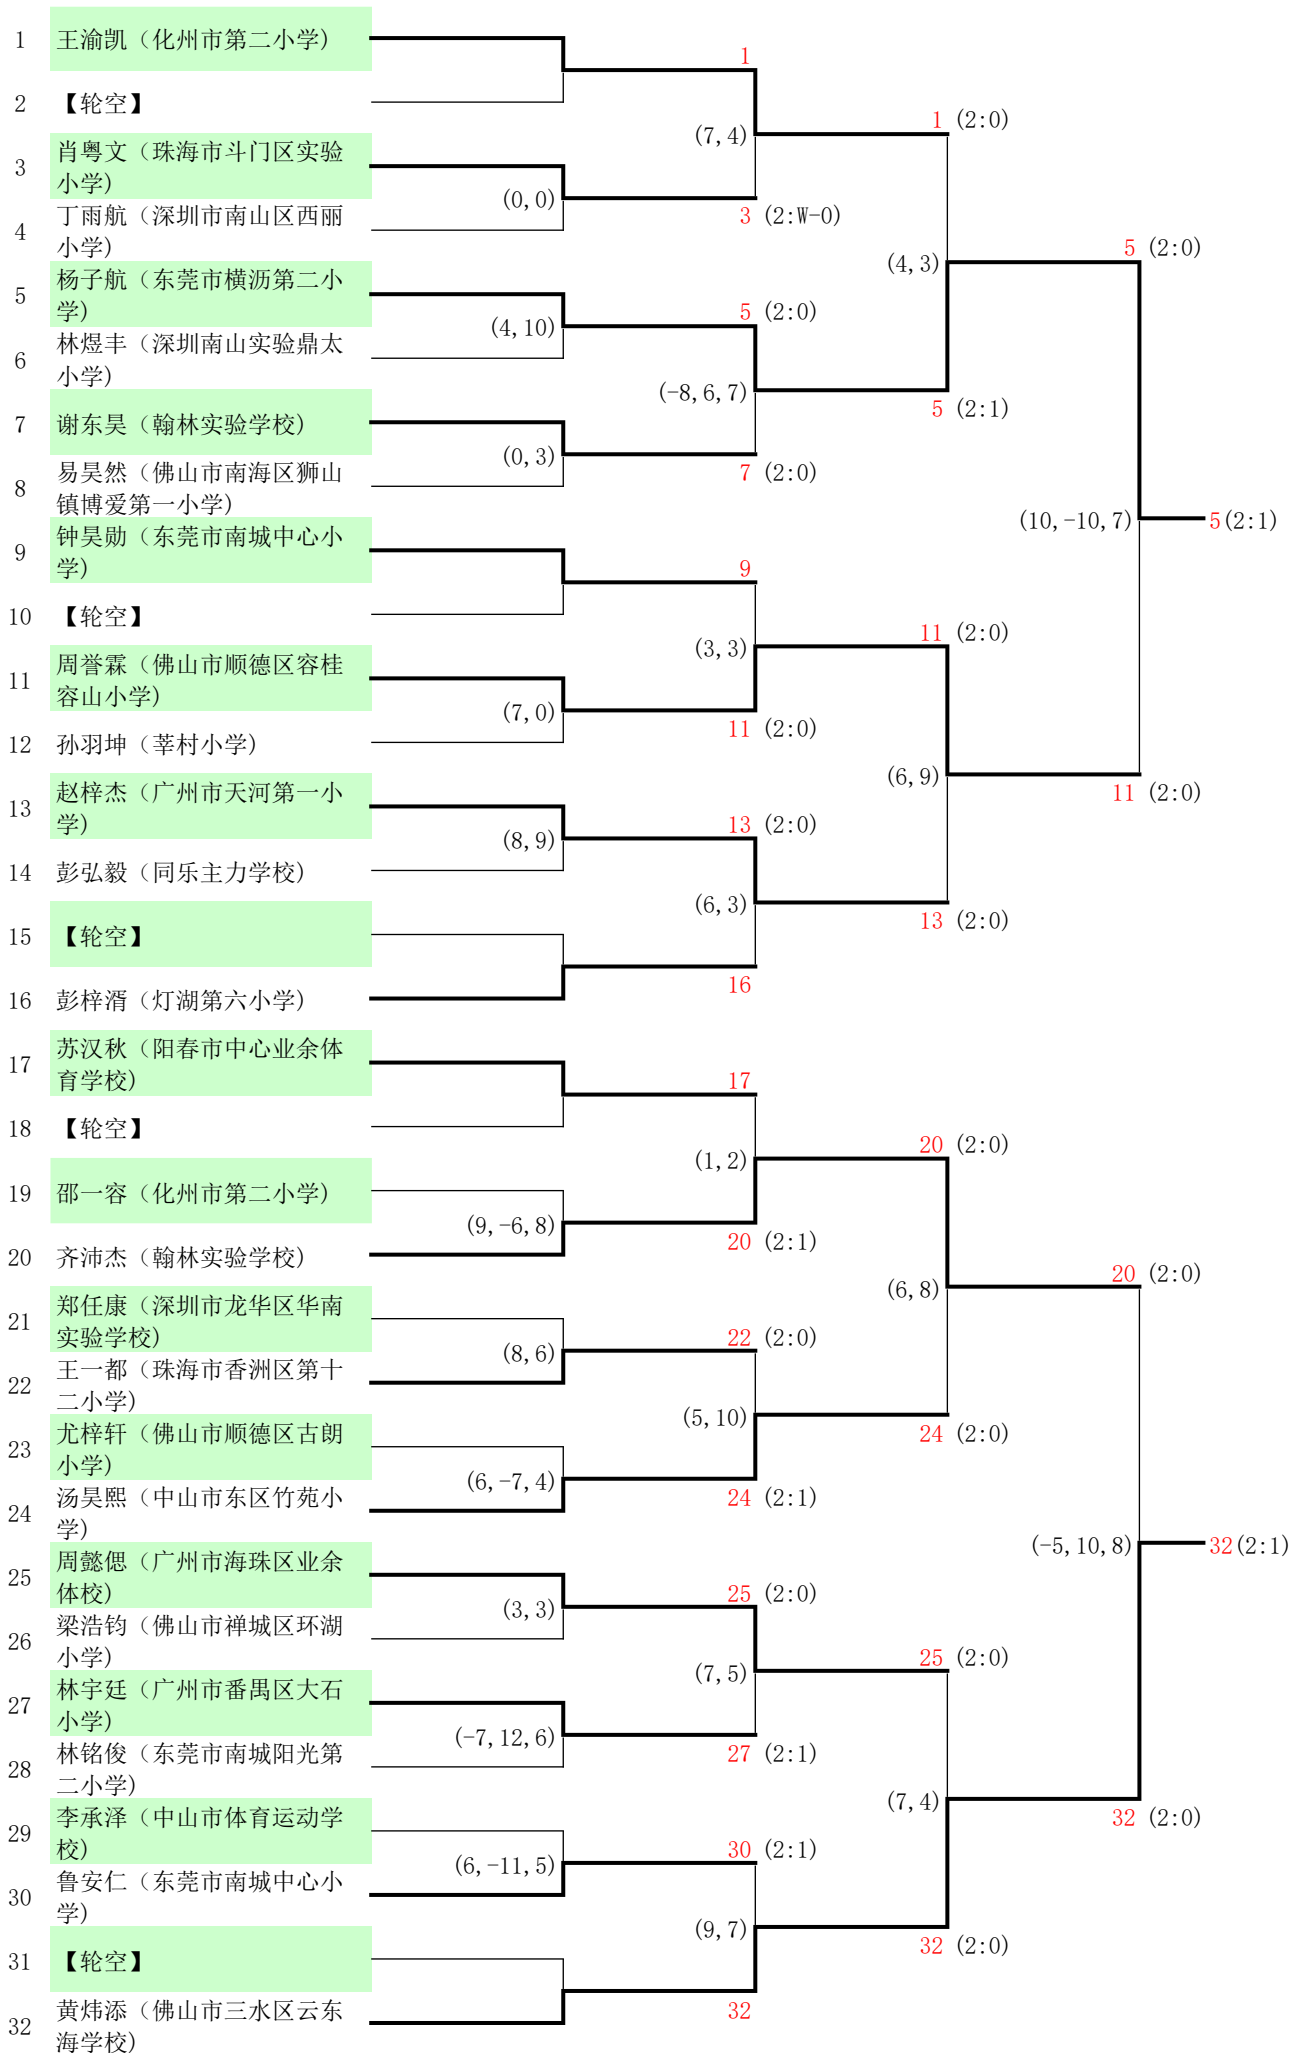 1 王渝凯（化州市第二小学）
1
2 【轮空】
(7,4)
1 (2:0)
3 肖粤文（珠海市斗门区实验
小学）
(0,0)
3 (2:W-0)
4 丁雨航（深圳市南山区西丽
小学）
(4,3)
5 (2:0)
5 杨子航（东莞市横沥第二小
学）
(4,10)
5 (2:0)
6 林煜丰（深圳南山实验鼎太
小学）
(-8,6,7)
5 (2:1)
7 谢东昊（翰林实验学校）
(0,3)
7 (2:0)
8 易昊然（佛山市南海区狮山
镇博爱第一小学）
(10,-10,7)
5(2:1)
9 钟昊勋（东莞市南城中心小
学）
9
10 【轮空】
(3,3)
11 (2:0)
11 周誉霖（佛山市顺德区容桂
容山小学）
(7,0)
11 (2:0)
12 孙羽坤（莘村小学）
(6,9)
11 (2:0)
13 赵梓杰（广州市天河第一小
学）
(8,9)
13 (2:0)
14 彭弘毅（同乐主力学校）
(6,3)
13 (2:0)
15 【轮空】
16
16 彭梓湑（灯湖第六小学）
17 苏汉秋（阳春市中心业余体
育学校）
17
18 【轮空】
(1,2)
20 (2:0)
19 邵一容（化州市第二小学）
(9,-6,8)
20 (2:1)
20 齐沛杰（翰林实验学校）
(6,8)
20 (2:0)
21 郑任康（深圳市龙华区华南
实验学校）
(8,6)
22 (2:0)
22 王一都（珠海市香洲区第十
二小学）
(5,10)
24 (2:0)
23 尤梓轩（佛山市顺德区古朗
小学）
(6,-7,4)
24 (2:1)
24 汤昊熙（中山市东区竹苑小
学）
(-5,10,8)
32(2:1)
25 周懿偲（广州市海珠区业余
体校）
(3,3)
25 (2:0)
26 梁浩钧（佛山市禅城区环湖
小学）
(7,5)
25 (2:0)
27 林宇廷（广州市番禺区大石
小学）
(-7,12,6)
27 (2:1)
28 林铭俊（东莞市南城阳光第
二小学）
(7,4)
32 (2:0)
29 李承泽（中山市体育运动学
校）
(6,-11,5)
30 (2:1)
30 鲁安仁（东莞市南城中心小
学）
(9,7)
32 (2:0)
31 【轮空】
32
32 黄炜添（佛山市三水区云东
海学校）